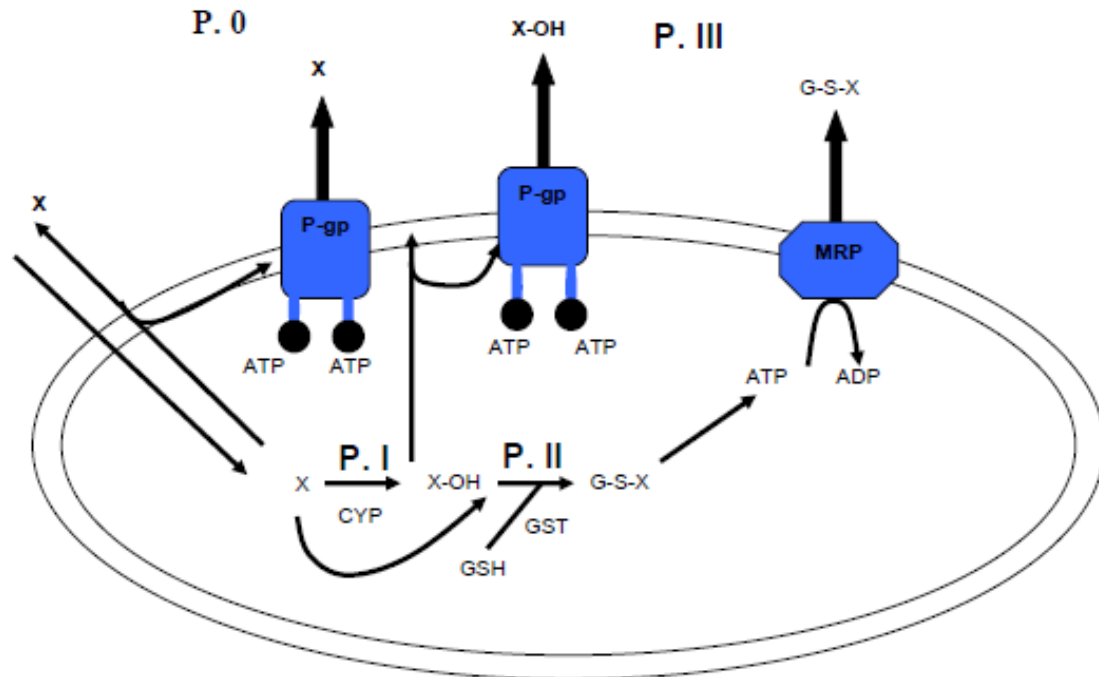 P. 0
X-OH
P. III
X
G-S-X
X
P-gp
P-gp
MRP
ATP
ATP
ATP
ATP
ATP
ADP
P. I
P. II
X
X-OH
G-S-X
CYP
GST
GSH